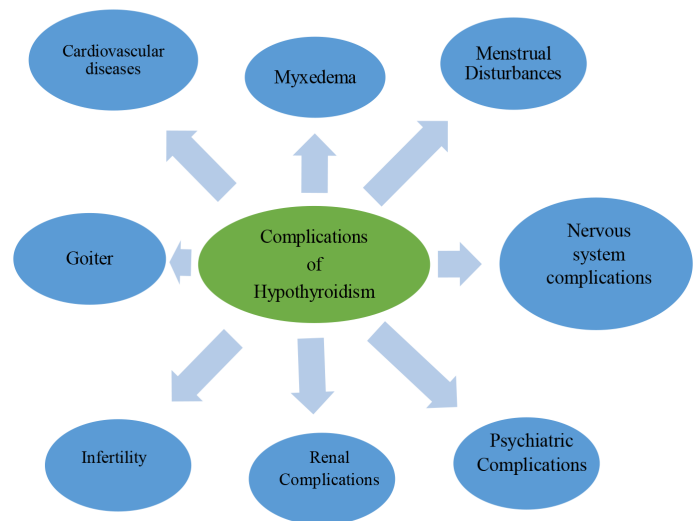 Cardiovascular
diseases
Myxedema
Menstrual
Disturbances
Goiter
Complications
of
Hypothyroidism
Nervous
system
complications
Infertility
Renal
Complications
Psychiatric
Complications